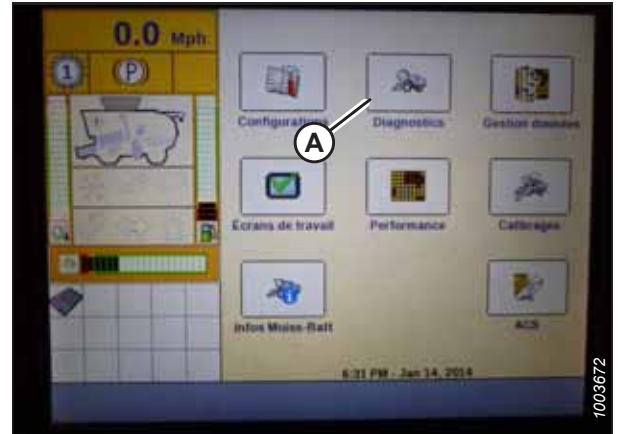 0.0 Mph
1 (P)
Configurations Diagnostics Gestion données
A
Écrans de travail Performance Calibrages
Infos Moiss-Batt ACS
6:31 PM - Jan 14, 2014
1003672